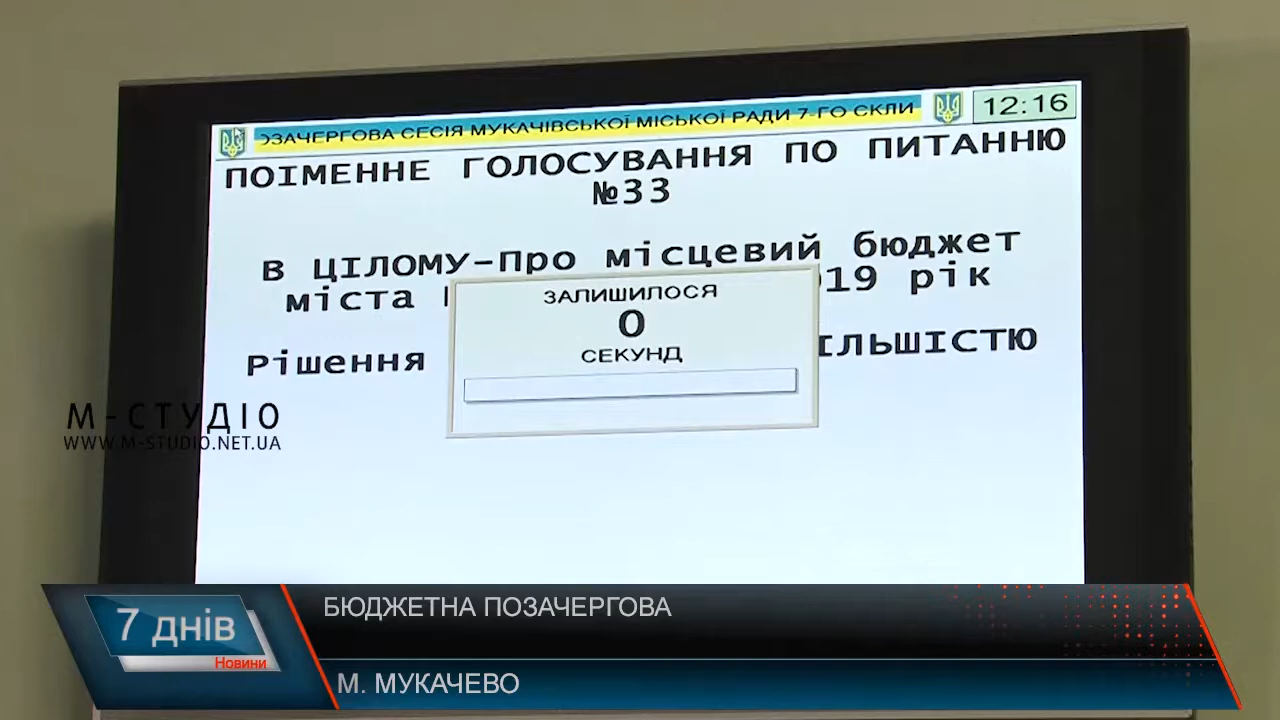 ОЗАЧЕРГОВА СЕСІЯ МУКАЧІВСЬКОЇ МІСЬКОЇ РАДИ 7-ГО СКЛИ
12:16
ПОІМЕННЕ ГОЛОСУВАННЯ ПО ПИТАННЮ
№33
В ЦІЛОМУ-Про місцевий бюджет
міста 019 рік
ЗАЛИШИЛОСЯ
0
СЕКУНД
Рішення ІЛЬШІСТЮ
М-СТУДІО
WWW.M-STUDIO.NET.UA
7 днів
Новини
БЮДЖЕТНА ПОЗАЧЕРГОВА
М. МУКАЧЕВО